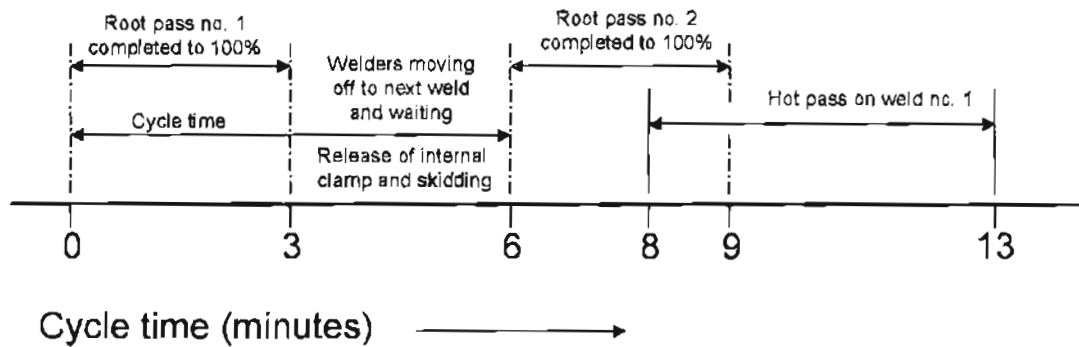 Root pass no. 1
completed to 100%
Welders moving
off to next weld
and waiting
Root pass no. 2
completed to 100%
Hot pass on weld no. 1
Cycle time
Release of internal
clamp and skidding
0
3
6
8
9
13
Cycle time (minutes)